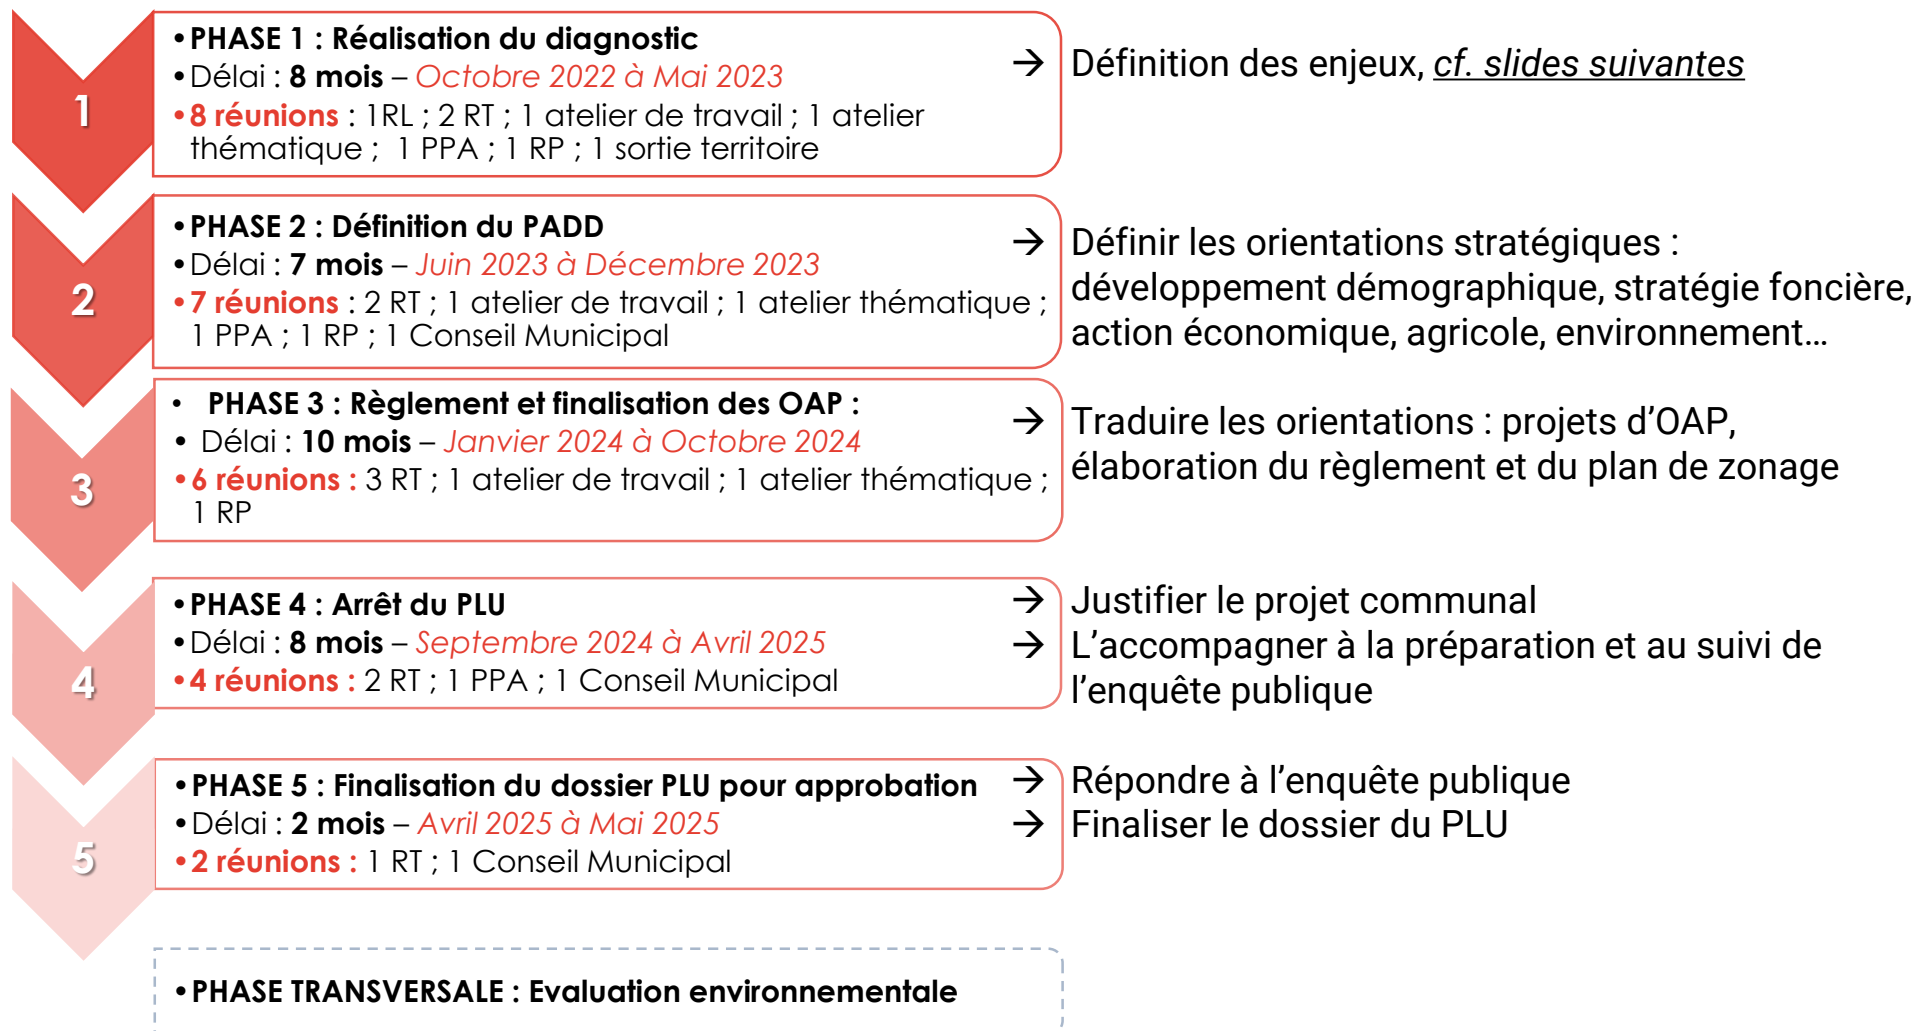 1
•PHASE 1 : Réalisation du diagnostic
•Délai : 8 mois – Octobre 2022 à Mai 2023
•8 réunions : 1RL ; 2 RT ; 1 atelier de travail ; 1 atelier
thématique ; 1 PPA ; 1 RP ; 1 sortie territoire
→ Définition des enjeux, cf. slides suivantes
2
•PHASE 2 : Définition du PADD
•Délai : 7 mois – Juin 2023 à Décembre 2023
•7 réunions : 2 RT ; 1 atelier de travail ; 1 atelier thématique ;
1 PPA ; 1 RP ; 1 Conseil Municipal
→ Définir les orientations stratégiques :
développement démographique, stratégie foncière,
action économique, agricole, environnement…
3
• PHASE 3 : Règlement et finalisation des OAP :
• Délai : 10 mois – Janvier 2024 à Octobre 2024
•6 réunions : 3 RT ; 1 atelier de travail ; 1 atelier thématique ;
1 RP
→ Traduire les orientations : projets d’OAP,
élaboration du règlement et du plan de zonage
4
•PHASE 4 : Arrêt du PLU
•Délai : 8 mois – Septembre 2024 à Avril 2025
•4 réunions : 2 RT ; 1 PPA ; 1 Conseil Municipal
→ Justifier le projet communal
→ L’accompagner à la préparation et au suivi de
l’enquête publique
5
•PHASE 5 : Finalisation du dossier PLU pour approbation
•Délai : 2 mois – Avril 2025 à Mai 2025
•2 réunions : 1 RT ; 1 Conseil Municipal
→ Répondre à l’enquête publique
→ Finaliser le dossier du PLU
•PHASE TRANSVERSALE : Evaluation environnementale